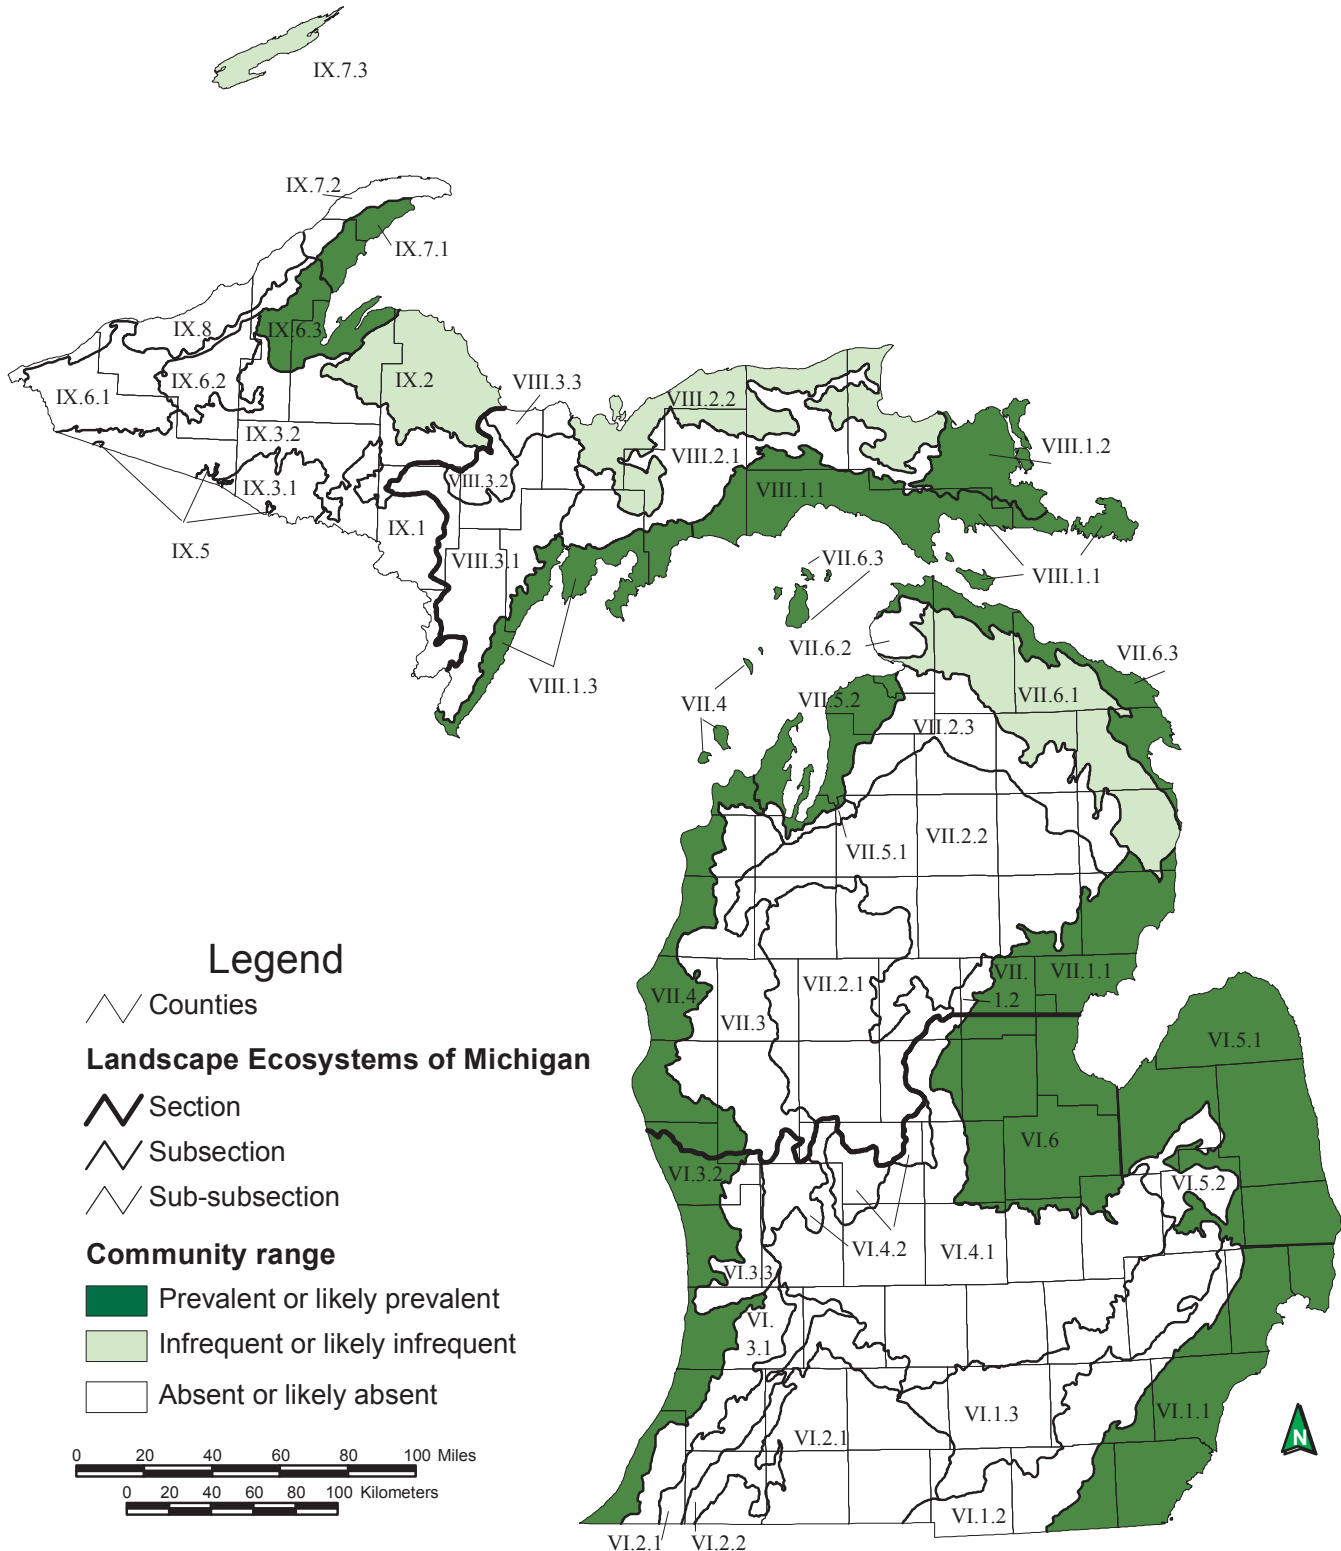 IX.7.3
IX.7.2
IX.7.1
IX.8
IX.6.3
IX.6.2
IX.6.1
IX.2
VIII.3.3
VIII.2.2
IX.3.2
VIII.2.1
VIII.1.2
IX.3.1
VIII.3.2
VIII.1.1
IX.1
IX.5
VIII.3.1
VII.6.3
VIII.1.1
VII.6.2
VII.6.3
VIII.1.3
VII.4
VII.5.2
VII.6.1
VII.2.3
VII.5.1
VII.2.2
Legend
Counties
Landscape Ecosystems of Michigan
Section
Subsection
Sub-subsection
Community range
Prevalent or likely prevalent
Infrequent or likely infrequent
Absent or likely absent
0 20 40 60 80 100 Miles
0 20 40 60 80 100 Kilometers
VII.4
VII.3
VII.2.1
VII.
1.2
VII.1.1
VI.5.1
VI.6
VI.3.2
VI.5.2
VI.4.2
VI.4.1
VI.3.3
VI.
3.1
VI.2.1
VI.1.3
VI.1.1
N
VI.1.2
VI.2.1
VI.2.2